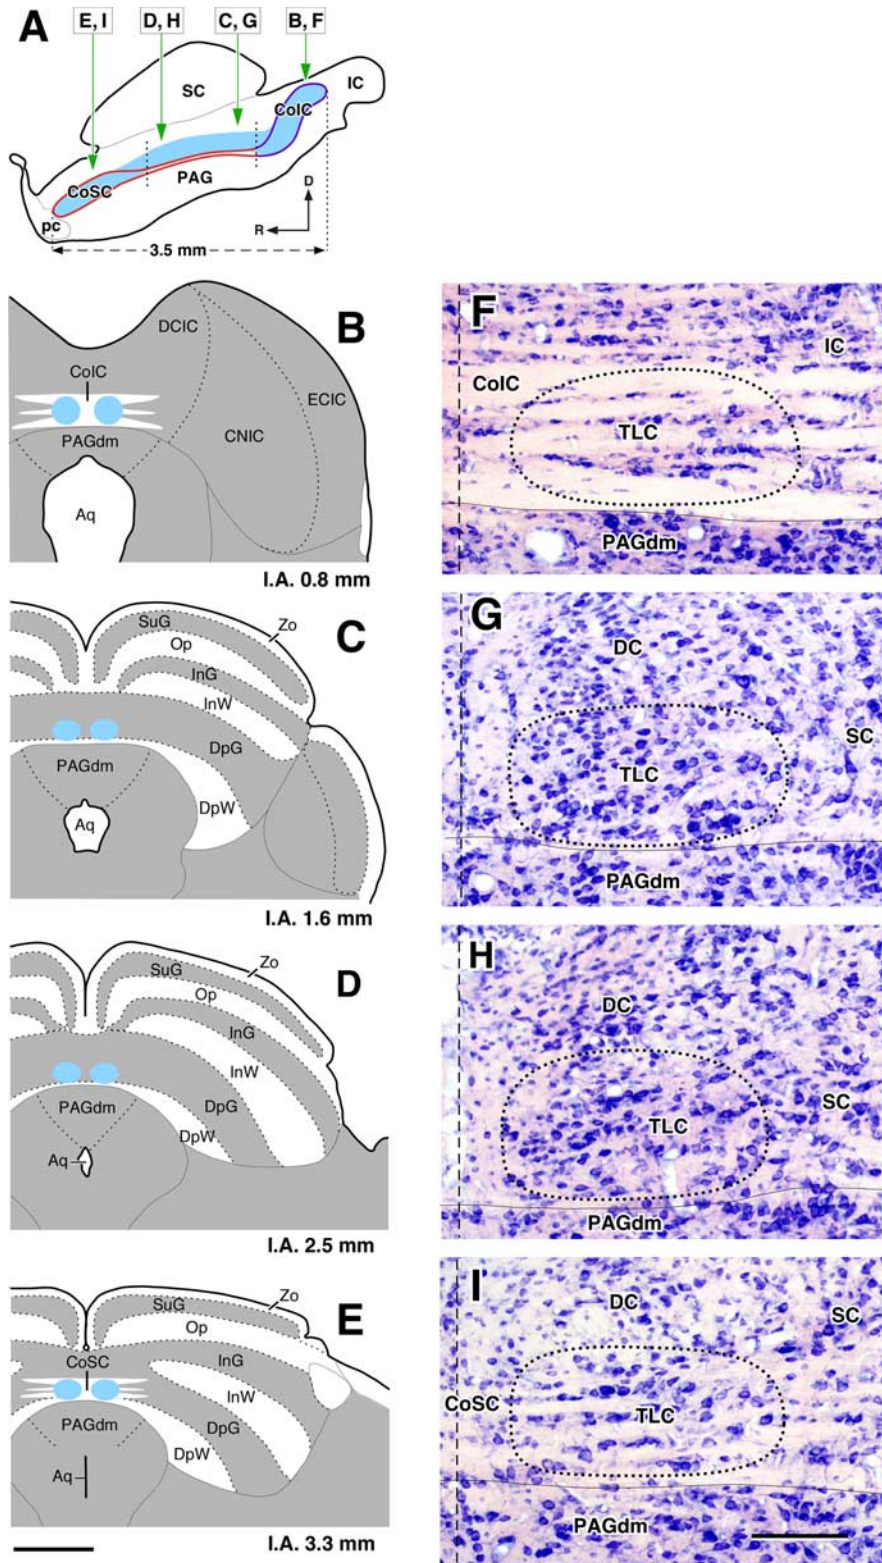 A
E, I
D, H
C, G
B, F
SC
IC
CoIC
CoSC
PAG
pc
D
R
3.5 mm
B
DCIC
CoIC
ECIC
CNIC
PAGdm
Aq
I.A. 0.8 mm
F
IC
CoIC
TLC
PAGdm
C
SuG
Zo
Op
InG
InW
DpG
PAGdm
DpW
Aq
I.A. 1.6 mm
G
DC
SC
TLC
PAGdm
D
Zo
SuG
Op
InG
InW
PAGdm
DpG
DpW
Aq
I.A. 2.5 mm
H
DC
SC
TLC
PAGdm
E
Zo
SuG
Op
CoSC
InG
InW
PAGdm
DpG
DpW
Aq
I.A. 3.3 mm
I
DC
SC
CoSC
TLC
PAGdm